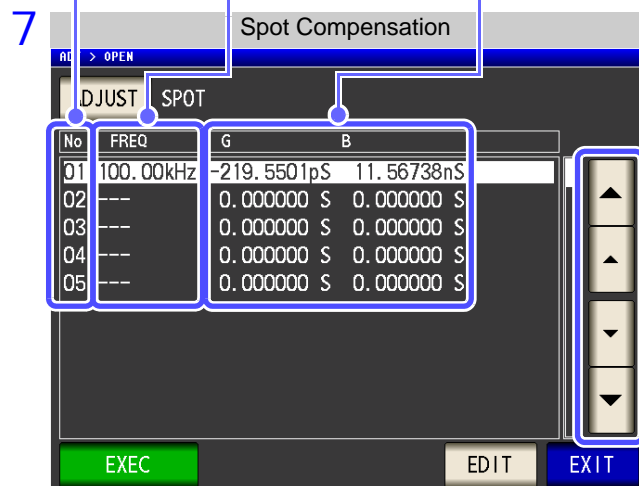 7
Spot Compensation
ADJ > OPEN
ADJUST SPOT
No FREQ G B
01 100.00kHz -219.5501pS 11.56738nS
02 --- 0.000000 S 0.000000 S
03 --- 0.000000 S 0.000000 S
04 --- 0.000000 S 0.000000 S
05 --- 0.000000 S 0.000000 S
EXEC EDIT EXIT